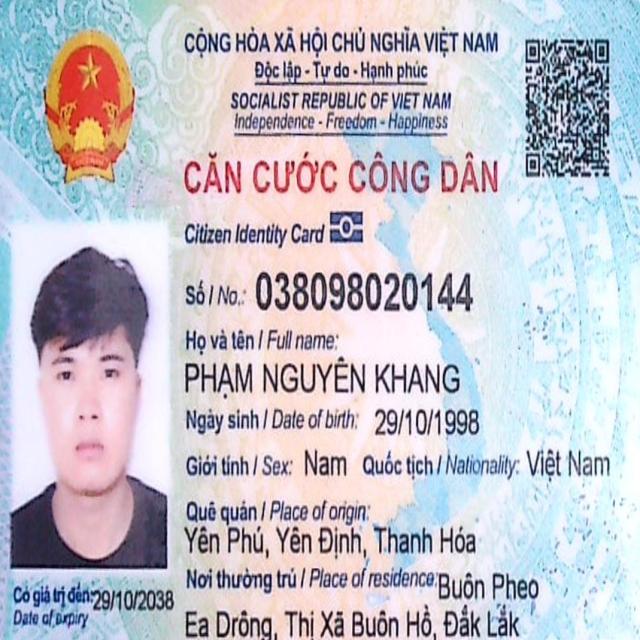 CỘNG HÒA XÃ HỘI CHỦ NGHĨA VIỆT NAM
Độc lập - Tự do - Hạnh phúc
SOCIALIST REPUBLIC OF VIET NAM
Independence - Freedom - Happiness
CĂN CƯỚC CÔNG DÂN
Citizen Identity Card
Số / No.: 038098020144
Họ và tên / Full name:
PHẠM NGUYÊN KHANG
Ngày sinh / Date of birth: 29/10/1998
Giới tính / Sex: Nam Quốc tịch / Nationality: Việt Nam
Quê quán / Place of origin:
Yên Phú, Yên Định, Thanh Hóa
Nơi thường trú / Place of residence: Buôn Pheo
Ea Drông, Thị Xã Buôn Hồ, Đắk Lắk
Có giá trị đến: 29/10/2038
Date of expiry